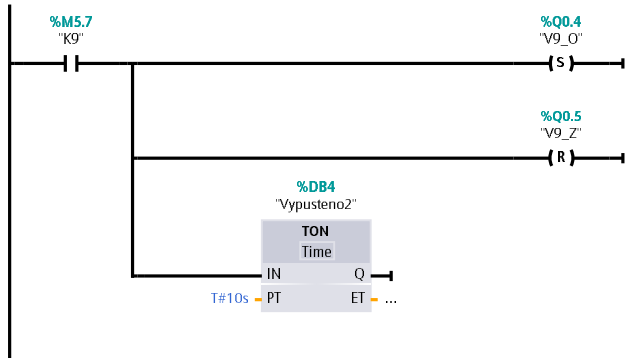 %M5.7
"K9"
%Q0.4
"V9_O"
S
%Q0.5
"V9_Z"
R
%DB4
"Vypusteno2"
TON
Time
IN Q
T#10s PT ET ...